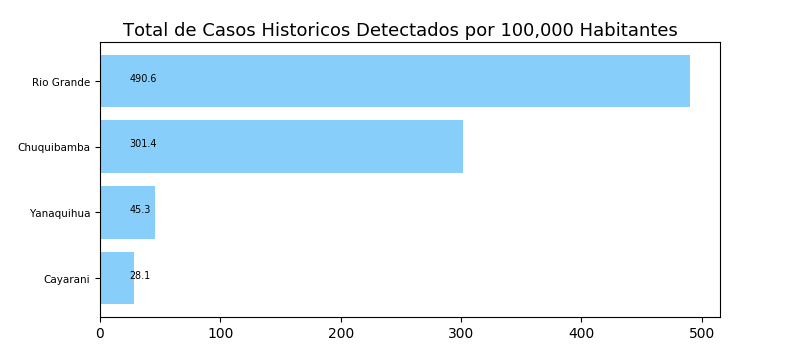 Total de Casos Historicos Detectados por 100,000 Habitantes
Rio Grande 490.6
Chuquibamba 301.4
Yanaquihua 45.3
Cayarani 28.1
0 100 200 300 400 500